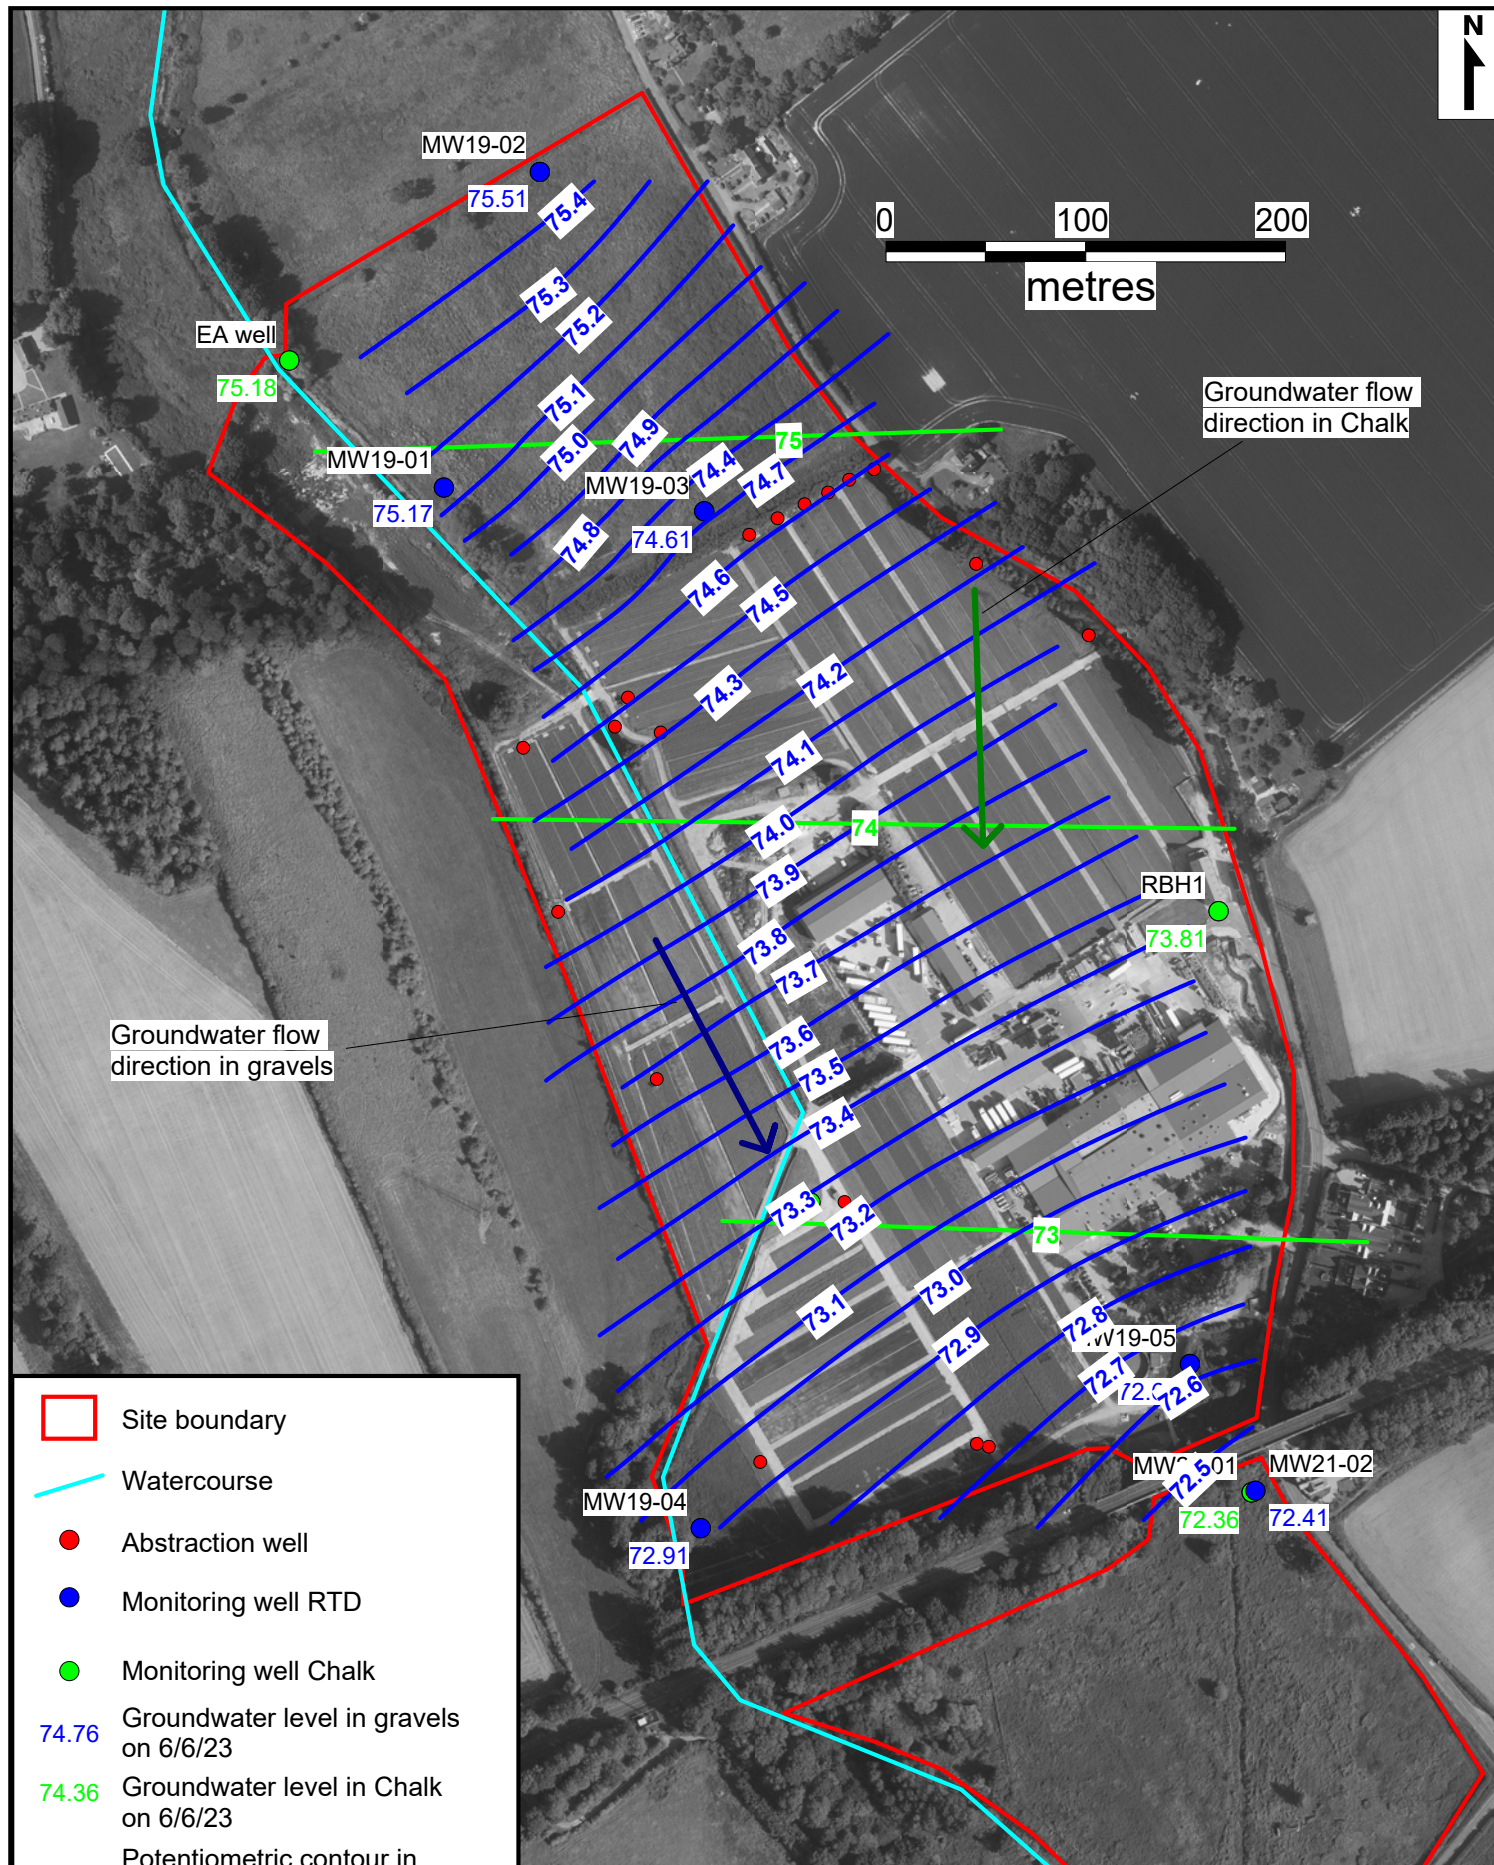 N
MW19-02
75.51
75.4
0 100 200
metres
75.3
75.2
EA well
75.18
Groundwater flow
direction in Chalk
75.1
75.0
74.9
75
MW19-01
75.17
74.4
74.7
MW19-03
74.61
74.8
74.6
74.5
74.3
74.2
74.1
74.0
74
73.9
RBH1
73.81
73.8
73.7
Groundwater flow
direction in gravels
73.6
73.5
73.4
73.3
73.2
73
73.1
73.0
72.9
72.8
W19-05
72.7
72.6
MW19-04
72.91
72.5
01
MW21-02
72.36
72.41
Site boundary
Watercourse
Abstraction well
Monitoring well RTD
Monitoring well Chalk
74.76 Groundwater level in gravels
on 6/6/23
74.36 Groundwater level in Chalk
on 6/6/23
Potentiometric contour in